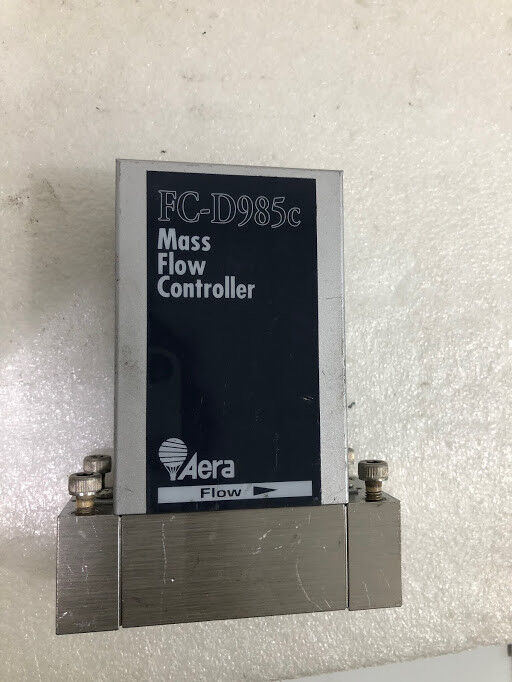 FC-D985c
Mass
Flow
Controller
Aera
Flow